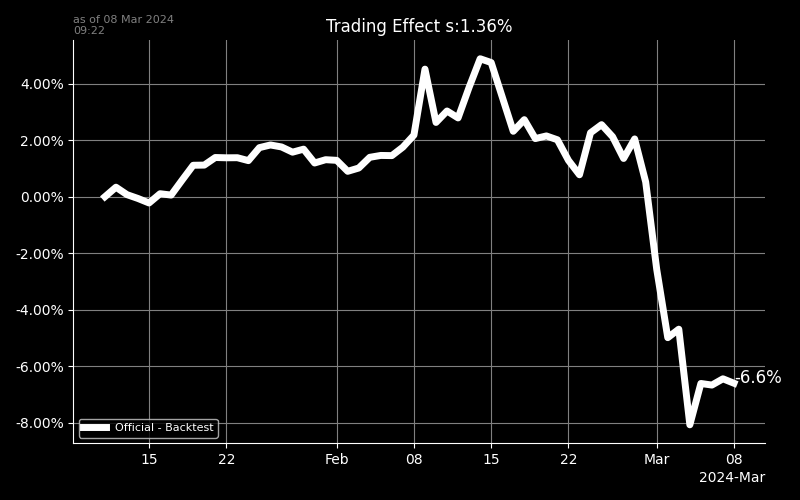 as of 08 Mar 2024
09:22
Trading Effect s:1.36%
4.00%
2.00%
0.00%
-2.00%
-4.00%
-6.00%
-8.00%
-6.6%
Official - Backtest
15 22 Feb 08 15 22 Mar 08
2024-Mar